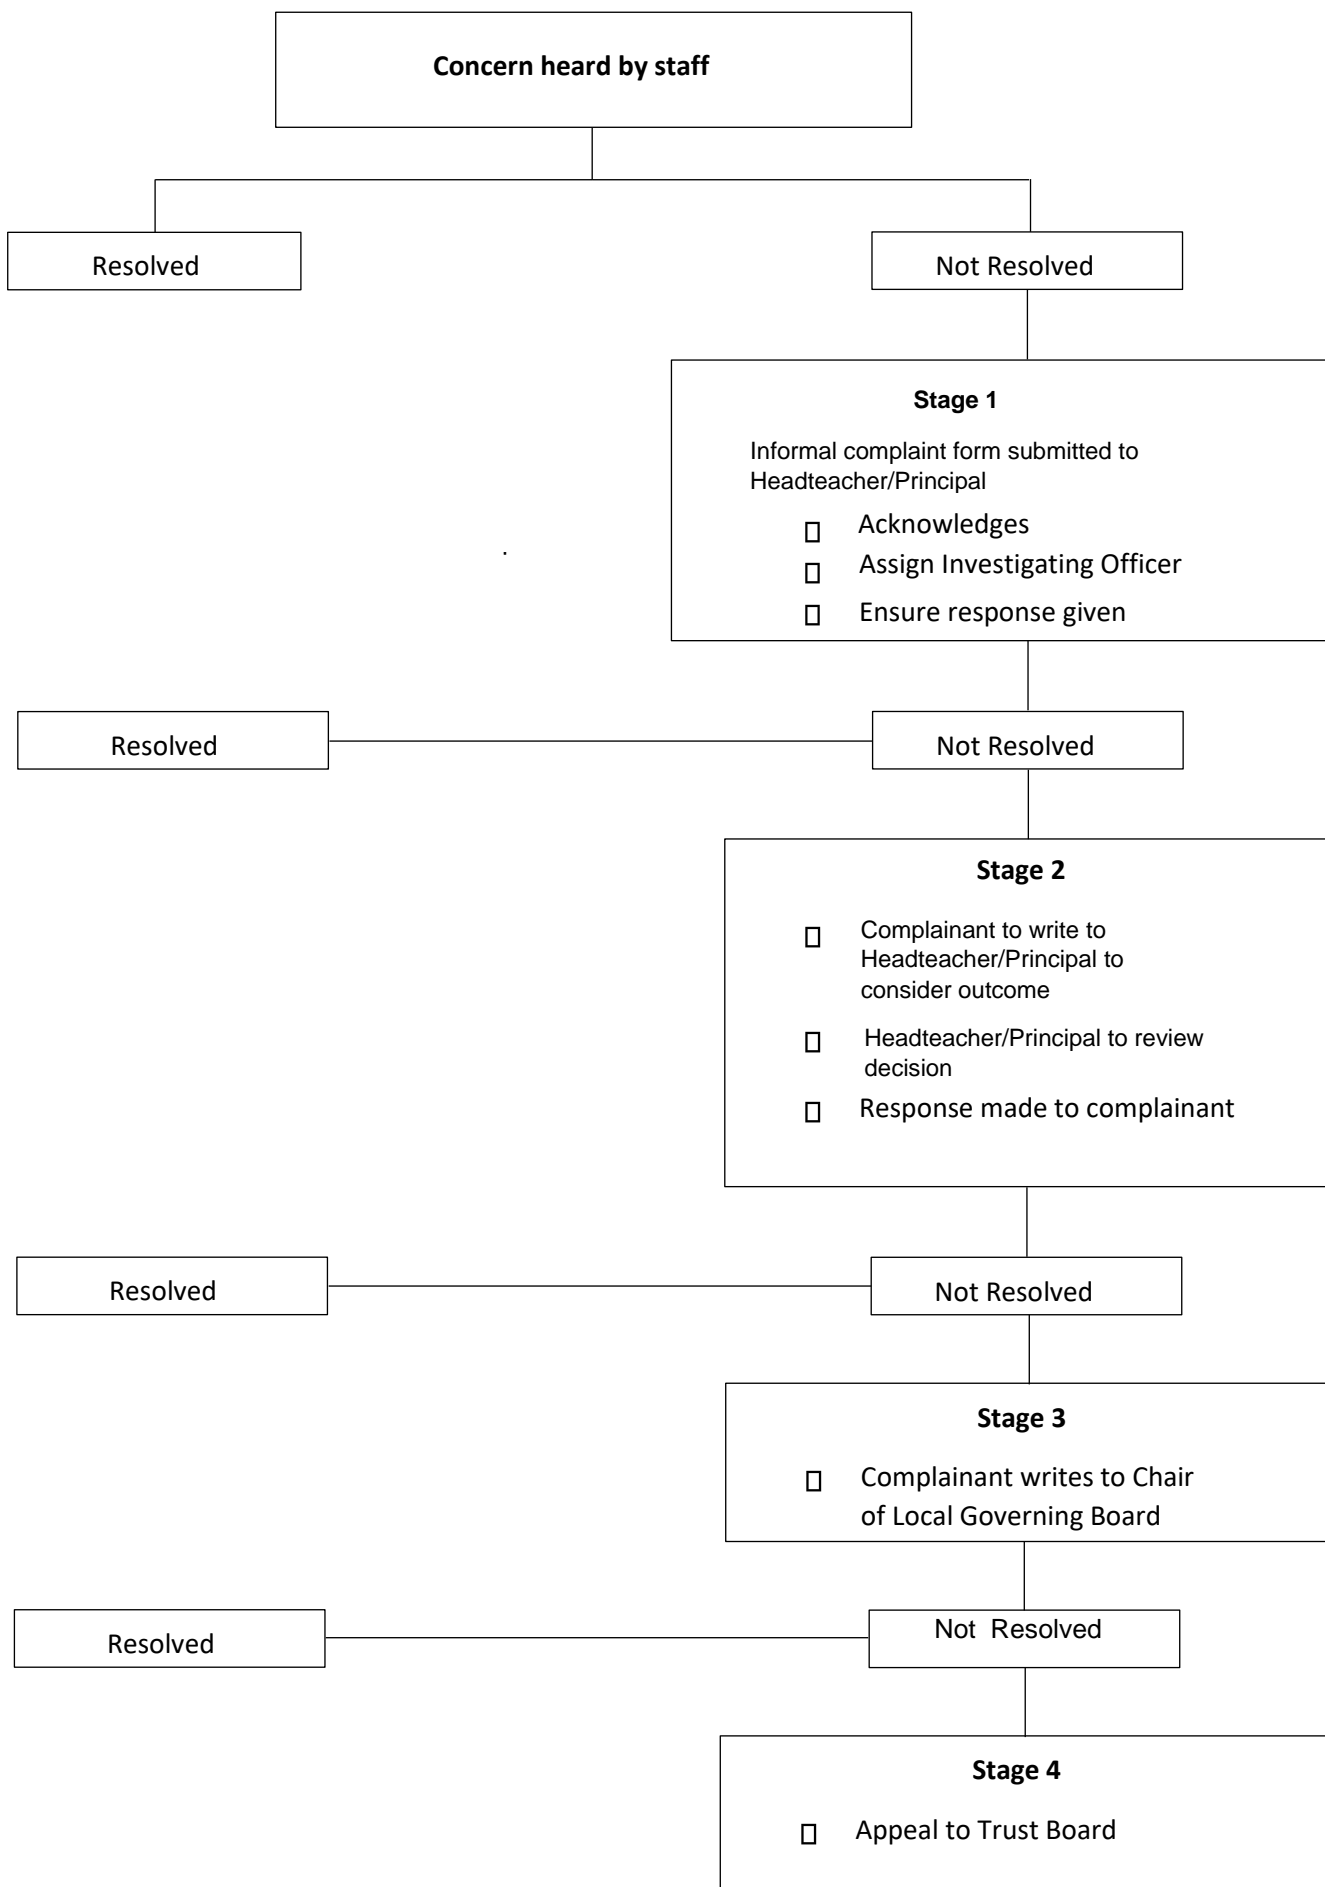 Concern heard by staff
Resolved
Not Resolved
Stage 1
Informal complaint form submitted to
Headteacher/Principal
Acknowledges
Assign Investigating Officer
Ensure response given
.
Resolved
Not Resolved
Stage 2
Complainant to write to
Headteacher/Principal to
consider outcome
Headteacher/Principal to review
decision
Response made to complainant
Resolved
Not Resolved
Stage 3
Complainant writes to Chair
of Local Governing Board
Resolved
Not Resolved
Stage 4
Appeal to Trust Board